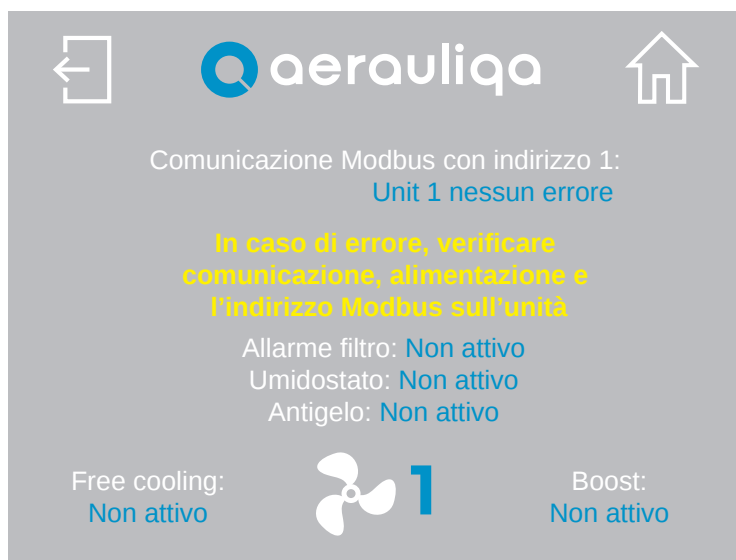 aerauliqa
Comunicazione Modbus con indirizzo 1:
Unit 1 nessun errore
In caso di errore, verificare
comunicazione, alimentazione e
l’indirizzo Modbus sull’unità
Allarme filtro: Non attivo
Umidostato: Non attivo
Antigelo: Non attivo
Free cooling:
Non attivo
1
Boost:
Non attivo